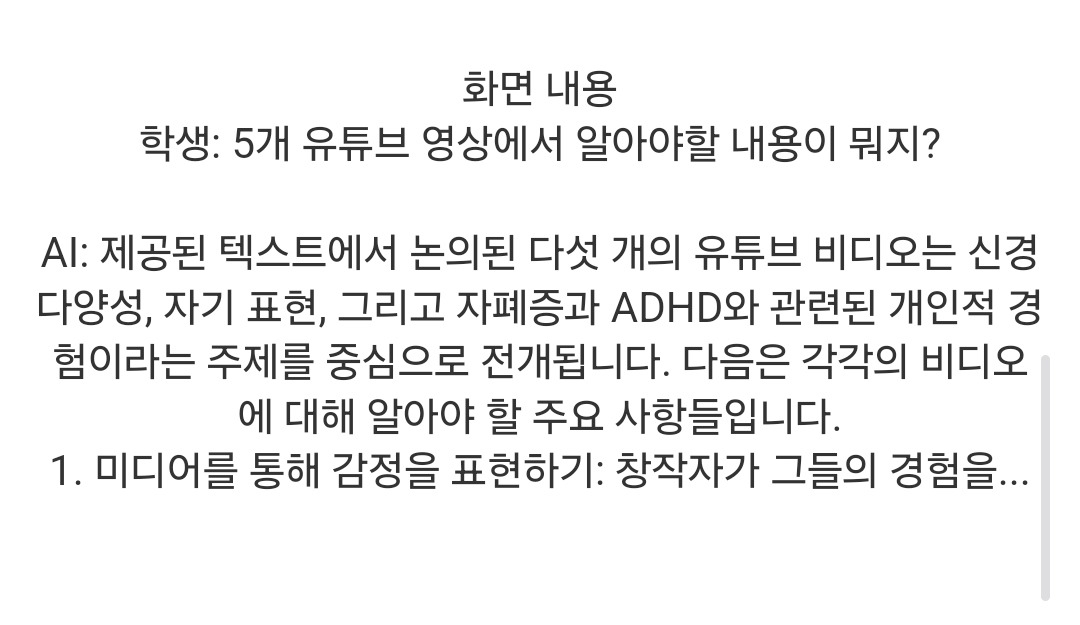 화면 내용
학생: 5개 유튜브 영상에서 알아야할 내용이 뭐지?
AI: 제공된 텍스트에서 논의된 다섯 개의 유튜브 비디오는 신경
다양성, 자기 표현, 그리고 자폐증과 ADHD와 관련된 개인적 경
험이라는 주제를 중심으로 전개됩니다. 다음은 각각의 비디오
에 대해 알아야 할 주요 사항들입니다.
1. 미디어를 통해 감정을 표현하기: 창작자가 그들의 경험을...